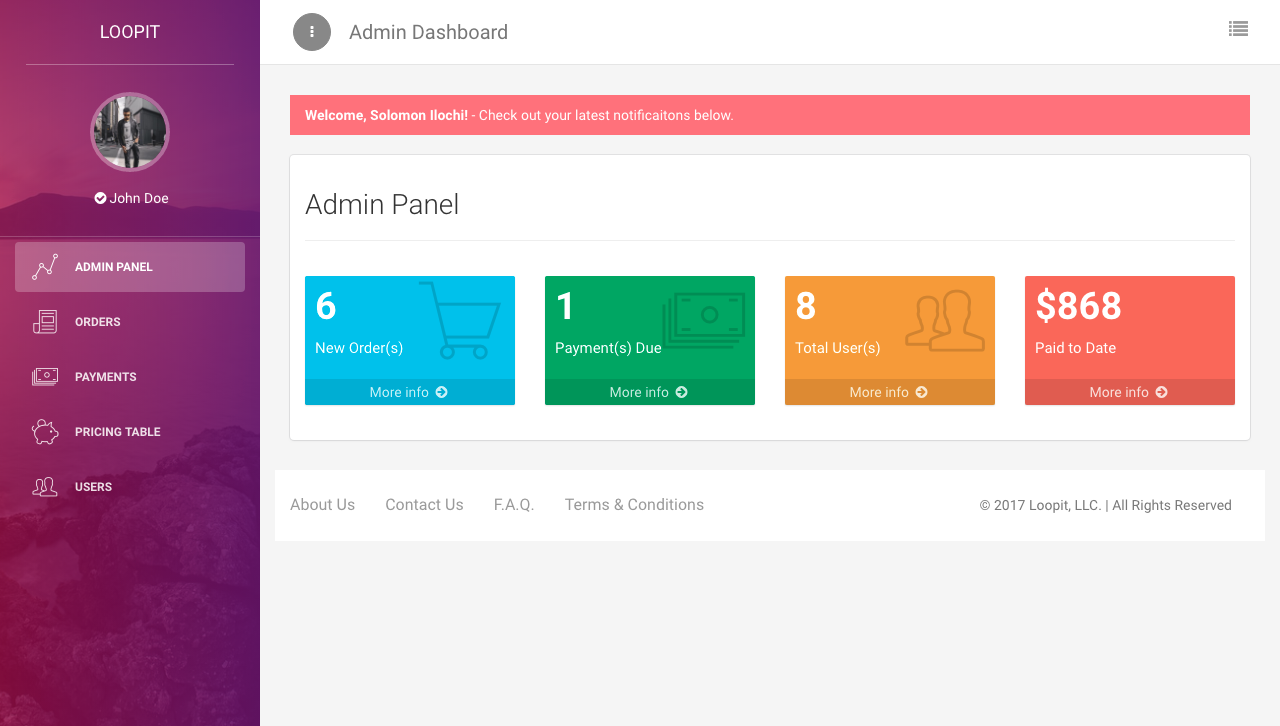 LOOPIT
John Doe
ADMIN PANEL
ORDERS
PAYMENTS
PRICING TABLE
USERS
Admin Dashboard
Welcome, Solomon Ilochi! - Check out your latest notificaitons below.
Admin Panel
6
New Order(s)
More info
1
Payment(s) Due
More info
8
Total User(s)
More info
$868
Paid to Date
More info
About Us Contact Us F.A.Q. Terms & Conditions © 2017 Loopit, LLC. | All Rights Reserved